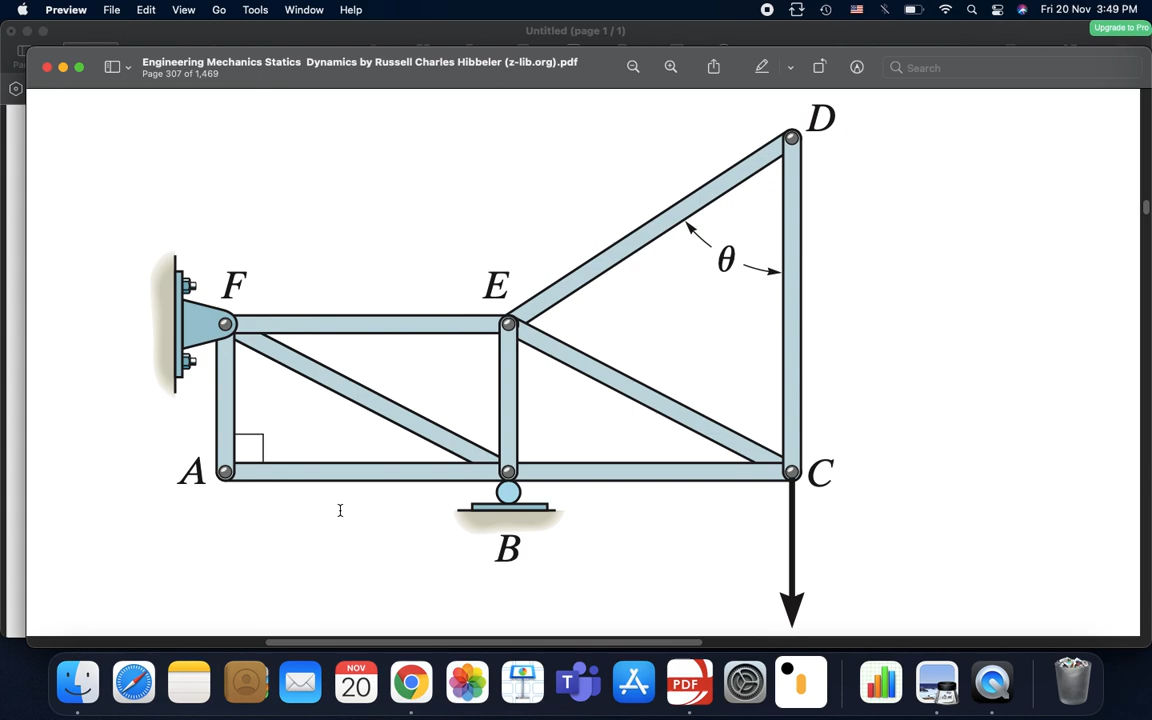 Preview File Edit View Go Tools Window Help
Fri 20 Nov 3:49 PM
Untitled (page 1 / 1)
Upgrade to Pro
Engineering Mechanics Statics Dynamics by Russell Charles Hibbeler (z-lib.org).pdf
Page 307 of 1,469
Search
D
θ
F
E
A
C
B
NOV
20
PDF